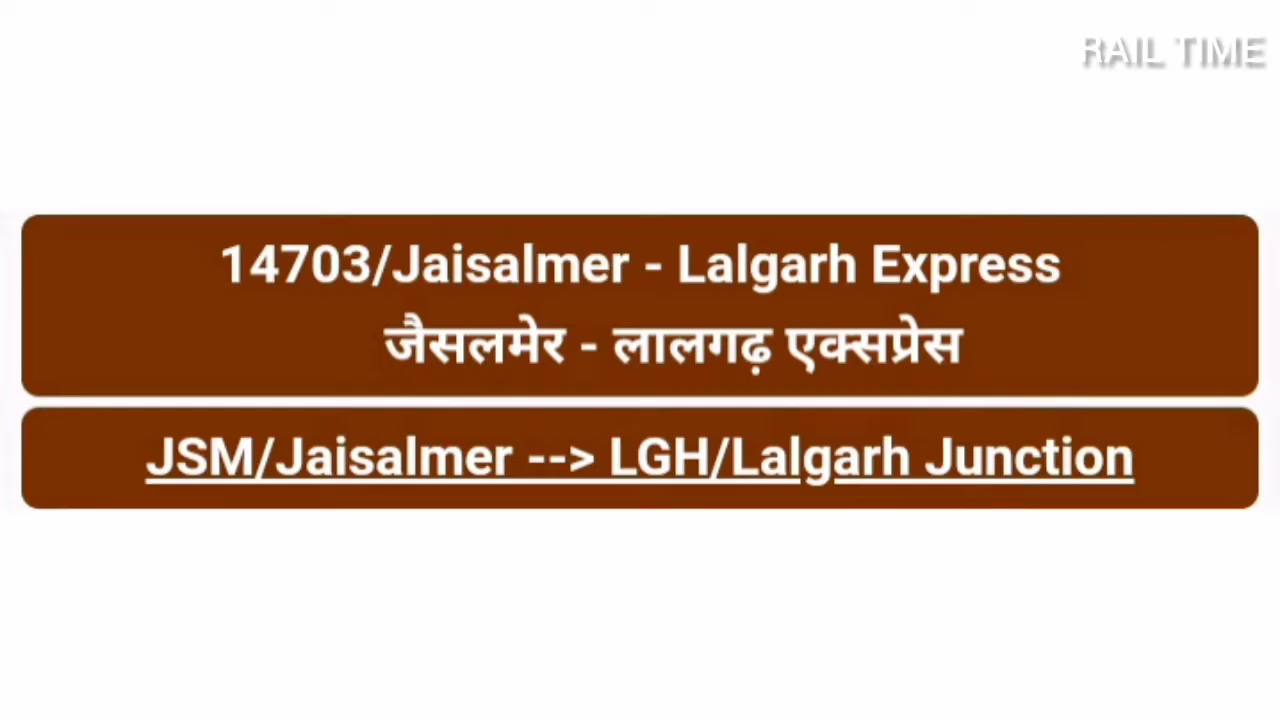 RAIL TIME
14703/Jaisalmer - Lalgarh Express
जैसलमेर - लालगढ़ एक्सप्रेस
JSM/Jaisalmer --> LGH/Lalgarh Junction